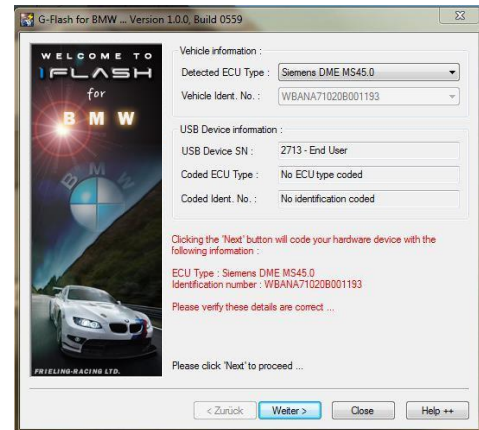 G-Flash for BMW ... Version 1.0.0, Build 0559
WELCOME TO
1FLASH
for
BMW
BMW
FRIELING-RACING LTD.
Vehicle information :
Detected ECU Type : Siemens DME MS45.0
Vehicle Ident. No. : WBANA71020B001193
USB Device information :
USB Device SN : 2713 - End User
Coded ECU Type : No ECU type coded
Coded Ident. No. : No identification coded
Clicking the 'Next' button will code your hardware device with the
following information :
ECU Type : Siemens DME MS45.0
Identification number : WBANA71020B001193
Please verify these details are correct ...
Please click 'Next' to proceed ...
< Zurück Weiter > Close Help ++